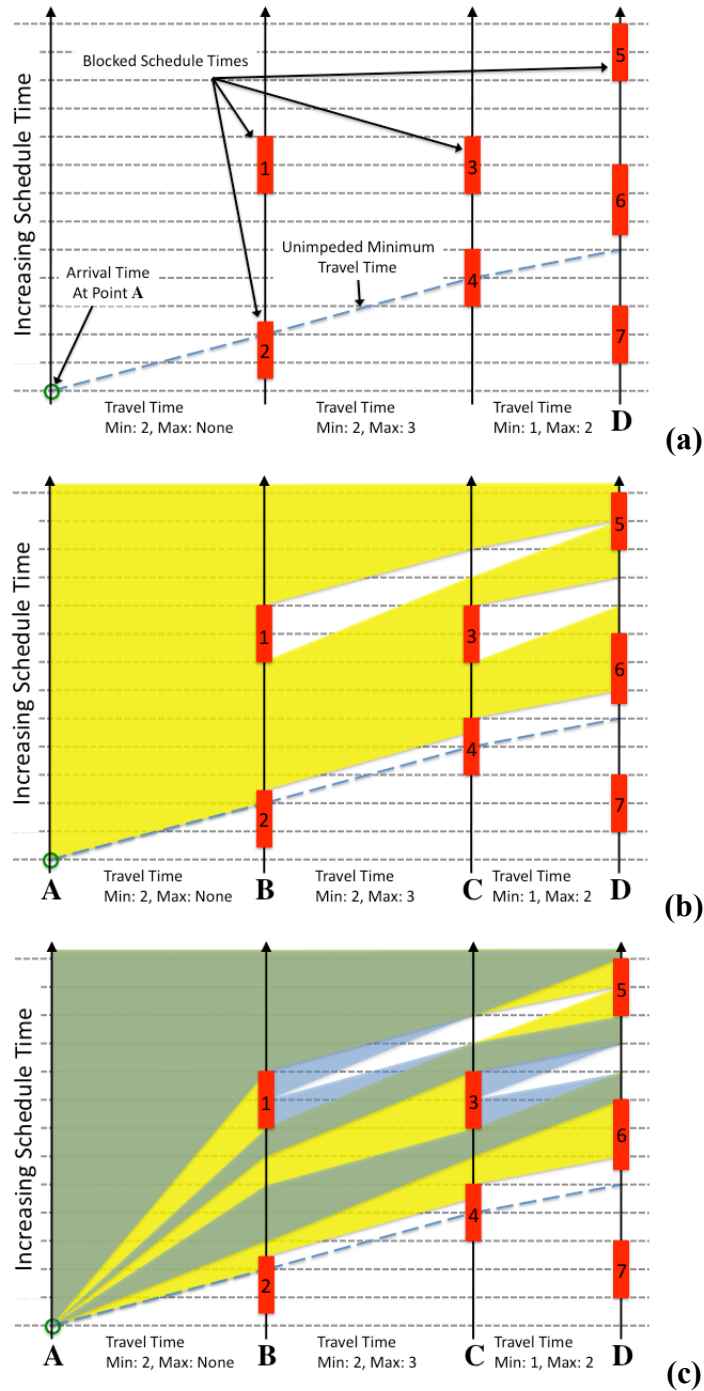 Increasing Schedule Time
Blocked Schedule Times
5
1
3
6
Unimpeded Minimum
Travel Time
Arrival Time
At Point A
4
2
7
Travel Time
Min: 2, Max: None
Travel Time
Min: 2, Max: 3
Travel Time
Min: 1, Max: 2
D
(a)
Increasing Schedule Time
5
1
3
6
4
2
7
A
Travel Time
Min: 2, Max: None
B
Travel Time
Min: 2, Max: 3
C
Travel Time
Min: 1, Max: 2
D
(b)
Increasing Schedule Time
5
1
3
6
4
2
7
A
Travel Time
Min: 2, Max: None
B
Travel Time
Min: 2, Max: 3
C
Travel Time
Min: 1, Max: 2
D
(c)